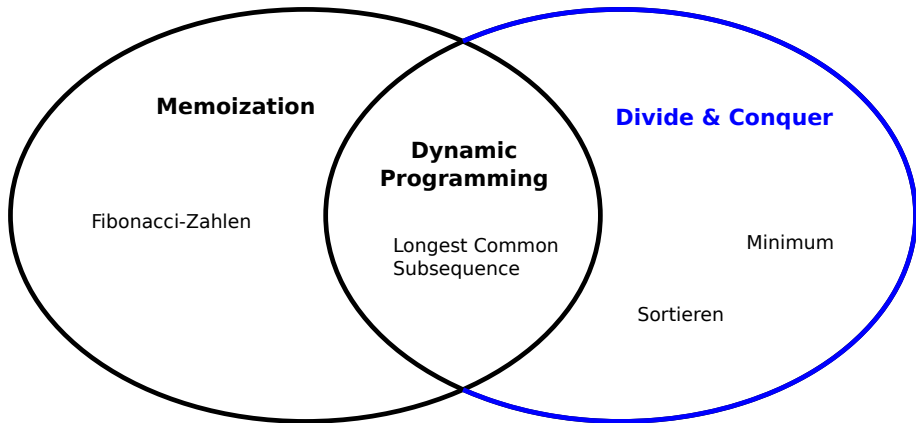 Memoization
Fibonacci-Zahlen
Dynamic
Programming
Longest Common
Subsequence
Divide & Conquer
Minimum
Sortieren